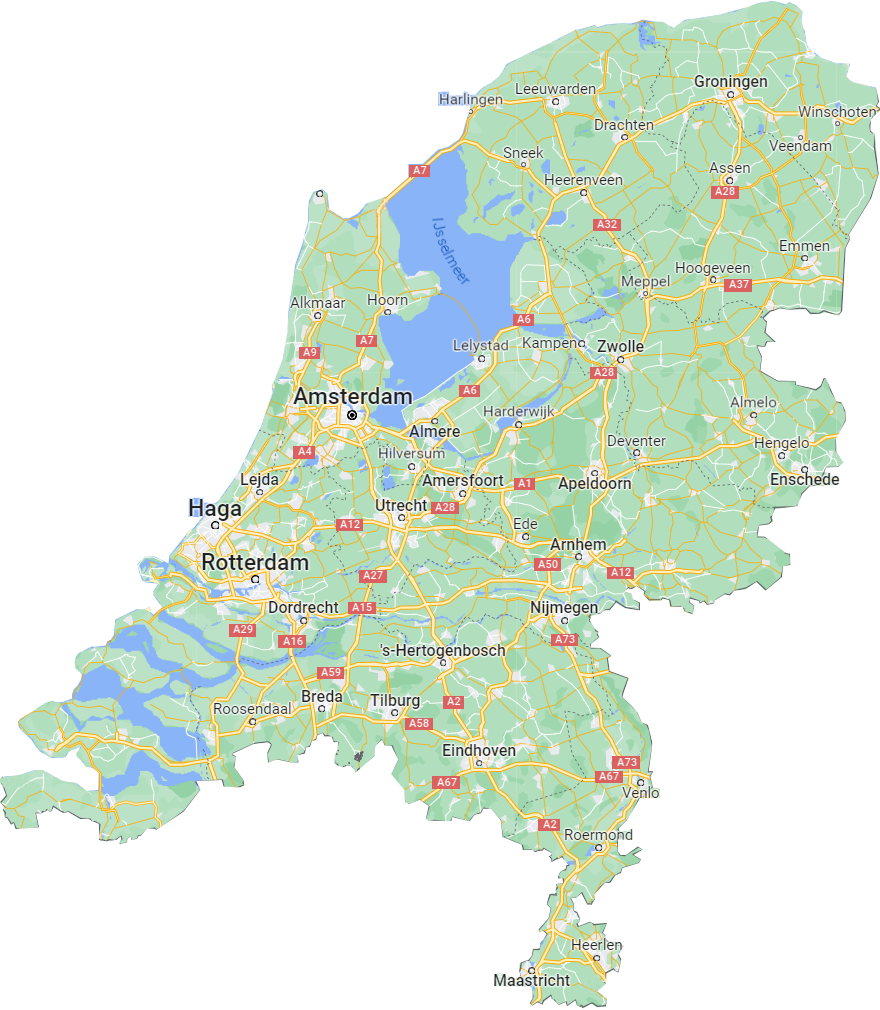 Groningen
Leeuwarden
Harlingen
Winschoten
Drachten
Veendam
Sneek
A7
Assen
Heerenveen
A28
A32
Emmen
IJsselmeer
Hoogeveen
Meppel
A37
Alkmaar
Hoorn
A6
A7
Kampen
Zwolle
Lelystad
A9
A28
A6
Amsterdam
Almelo
Harderwijk
Almere
Deventer
Hengelo
A4
Hilversum
Lejda
Amersfoort
A1
Apeldoorn
Enschede
Haga
Utrecht
A28
A12
Ede
Arnhem
Rotterdam
A50
A12
A27
Dordrecht
A15
Nijmegen
A29
A16
A73
's-Hertogenbosch
A59
Breda
Tilburg
A2
Roosendaal
A58
Eindhoven
A73
A67
A67
Venlo
A2
Roermond
Heerlen
Maastricht